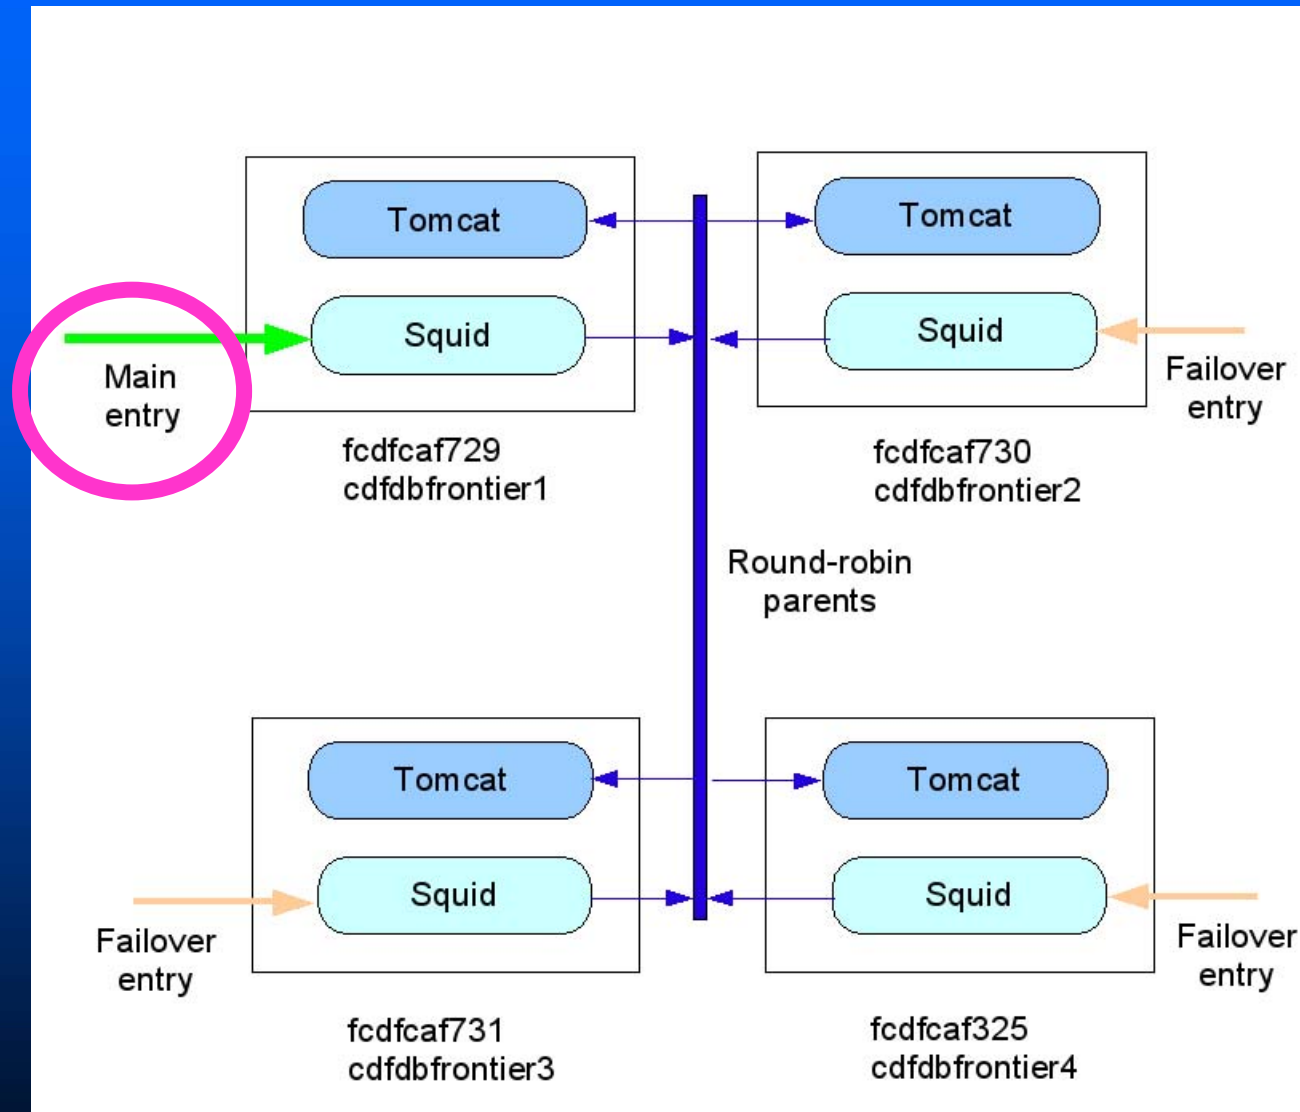 Tomcat
Squid
Main
entry
fcdfcaf729
cdfdbfrontier1
Tomcat
Squid
Failover
entry
fcdfcaf730
cdfdbfrontier2
Round-robin
parents
Tomcat
Squid
Failover
entry
fcdfcaf731
cdfdbfrontier3
Tomcat
Squid
Failover
entry
fcdfcaf325
cdfdbfrontier4